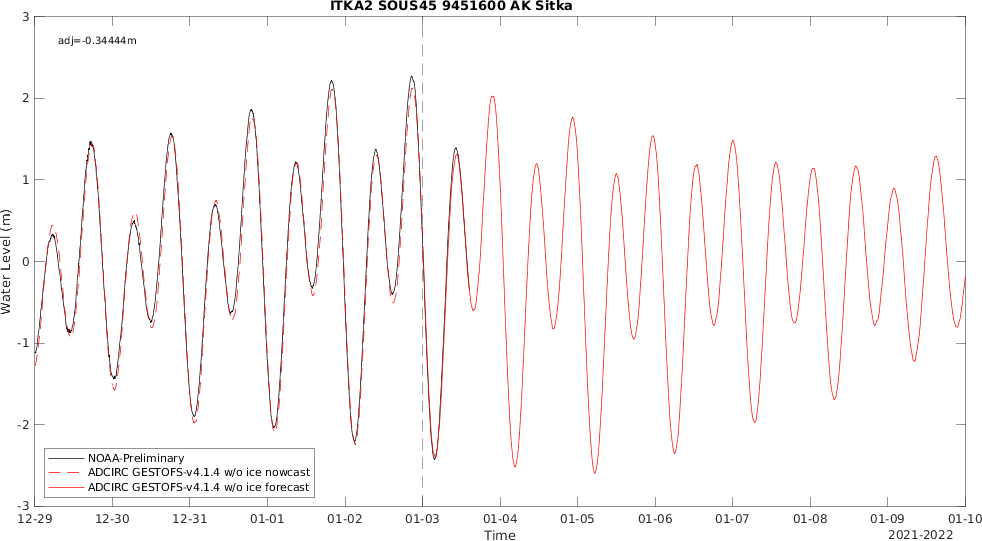 ITKA2 SOUS45 9451600 AK Sitka
adj=-0.34444m
3
2
1
0
-1
-2
-3
Water Level (m)
NOAA-Preliminary
ADCIRC GESTOFS-v4.1.4 w/o ice nowcast
ADCIRC GESTOFS-v4.1.4 w/o ice forecast
12-29 12-30 12-31 01-01 01-02 01-03 01-04 01-05 01-06 01-07 01-08 01-09 01-10
Time
2021-2022